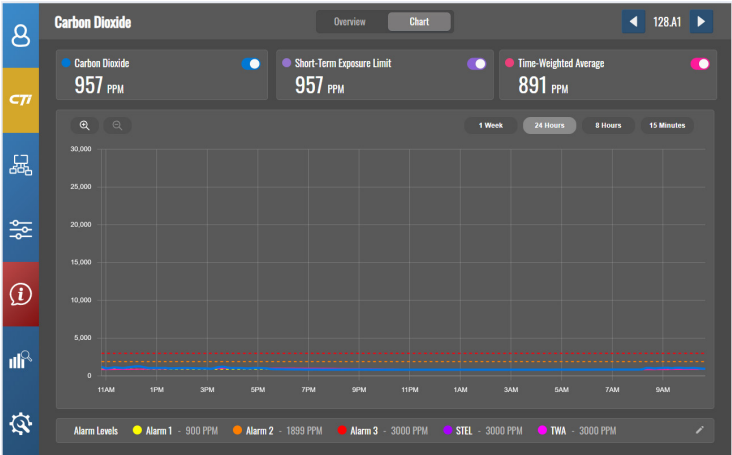 Carbon Dioxide
Overview
Chart
128.A1
CTI
Carbon Dioxide
957 PPM
Short-Term Exposure Limit
957 PPM
Time-Weighted Average
891 PPM
1 Week
24 Hours
8 Hours
15 Minutes
30,000
25,000
20,000
15,000
10,000
5,000
0
11AM 1PM 3PM 5PM 7PM 9PM 11PM 1AM 3AM 5AM 7AM 9AM
Alarm Levels Alarm 1 - 900 PPM Alarm 2 - 1899 PPM Alarm 3 - 3000 PPM STEL - 3000 PPM TWA - 3000 PPM